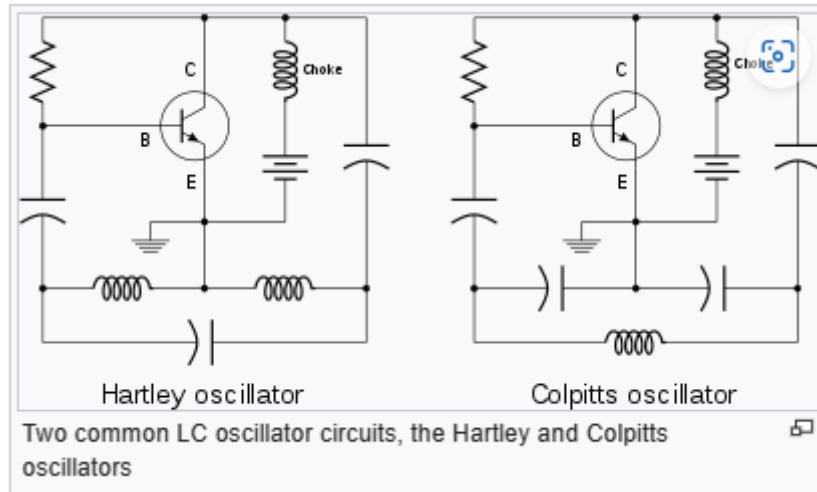 C
Choke
B
E
Hartley oscillator
C
B
E
Colpitts oscillator
Two common LC oscillator circuits, the Hartley and Colpitts
oscillators